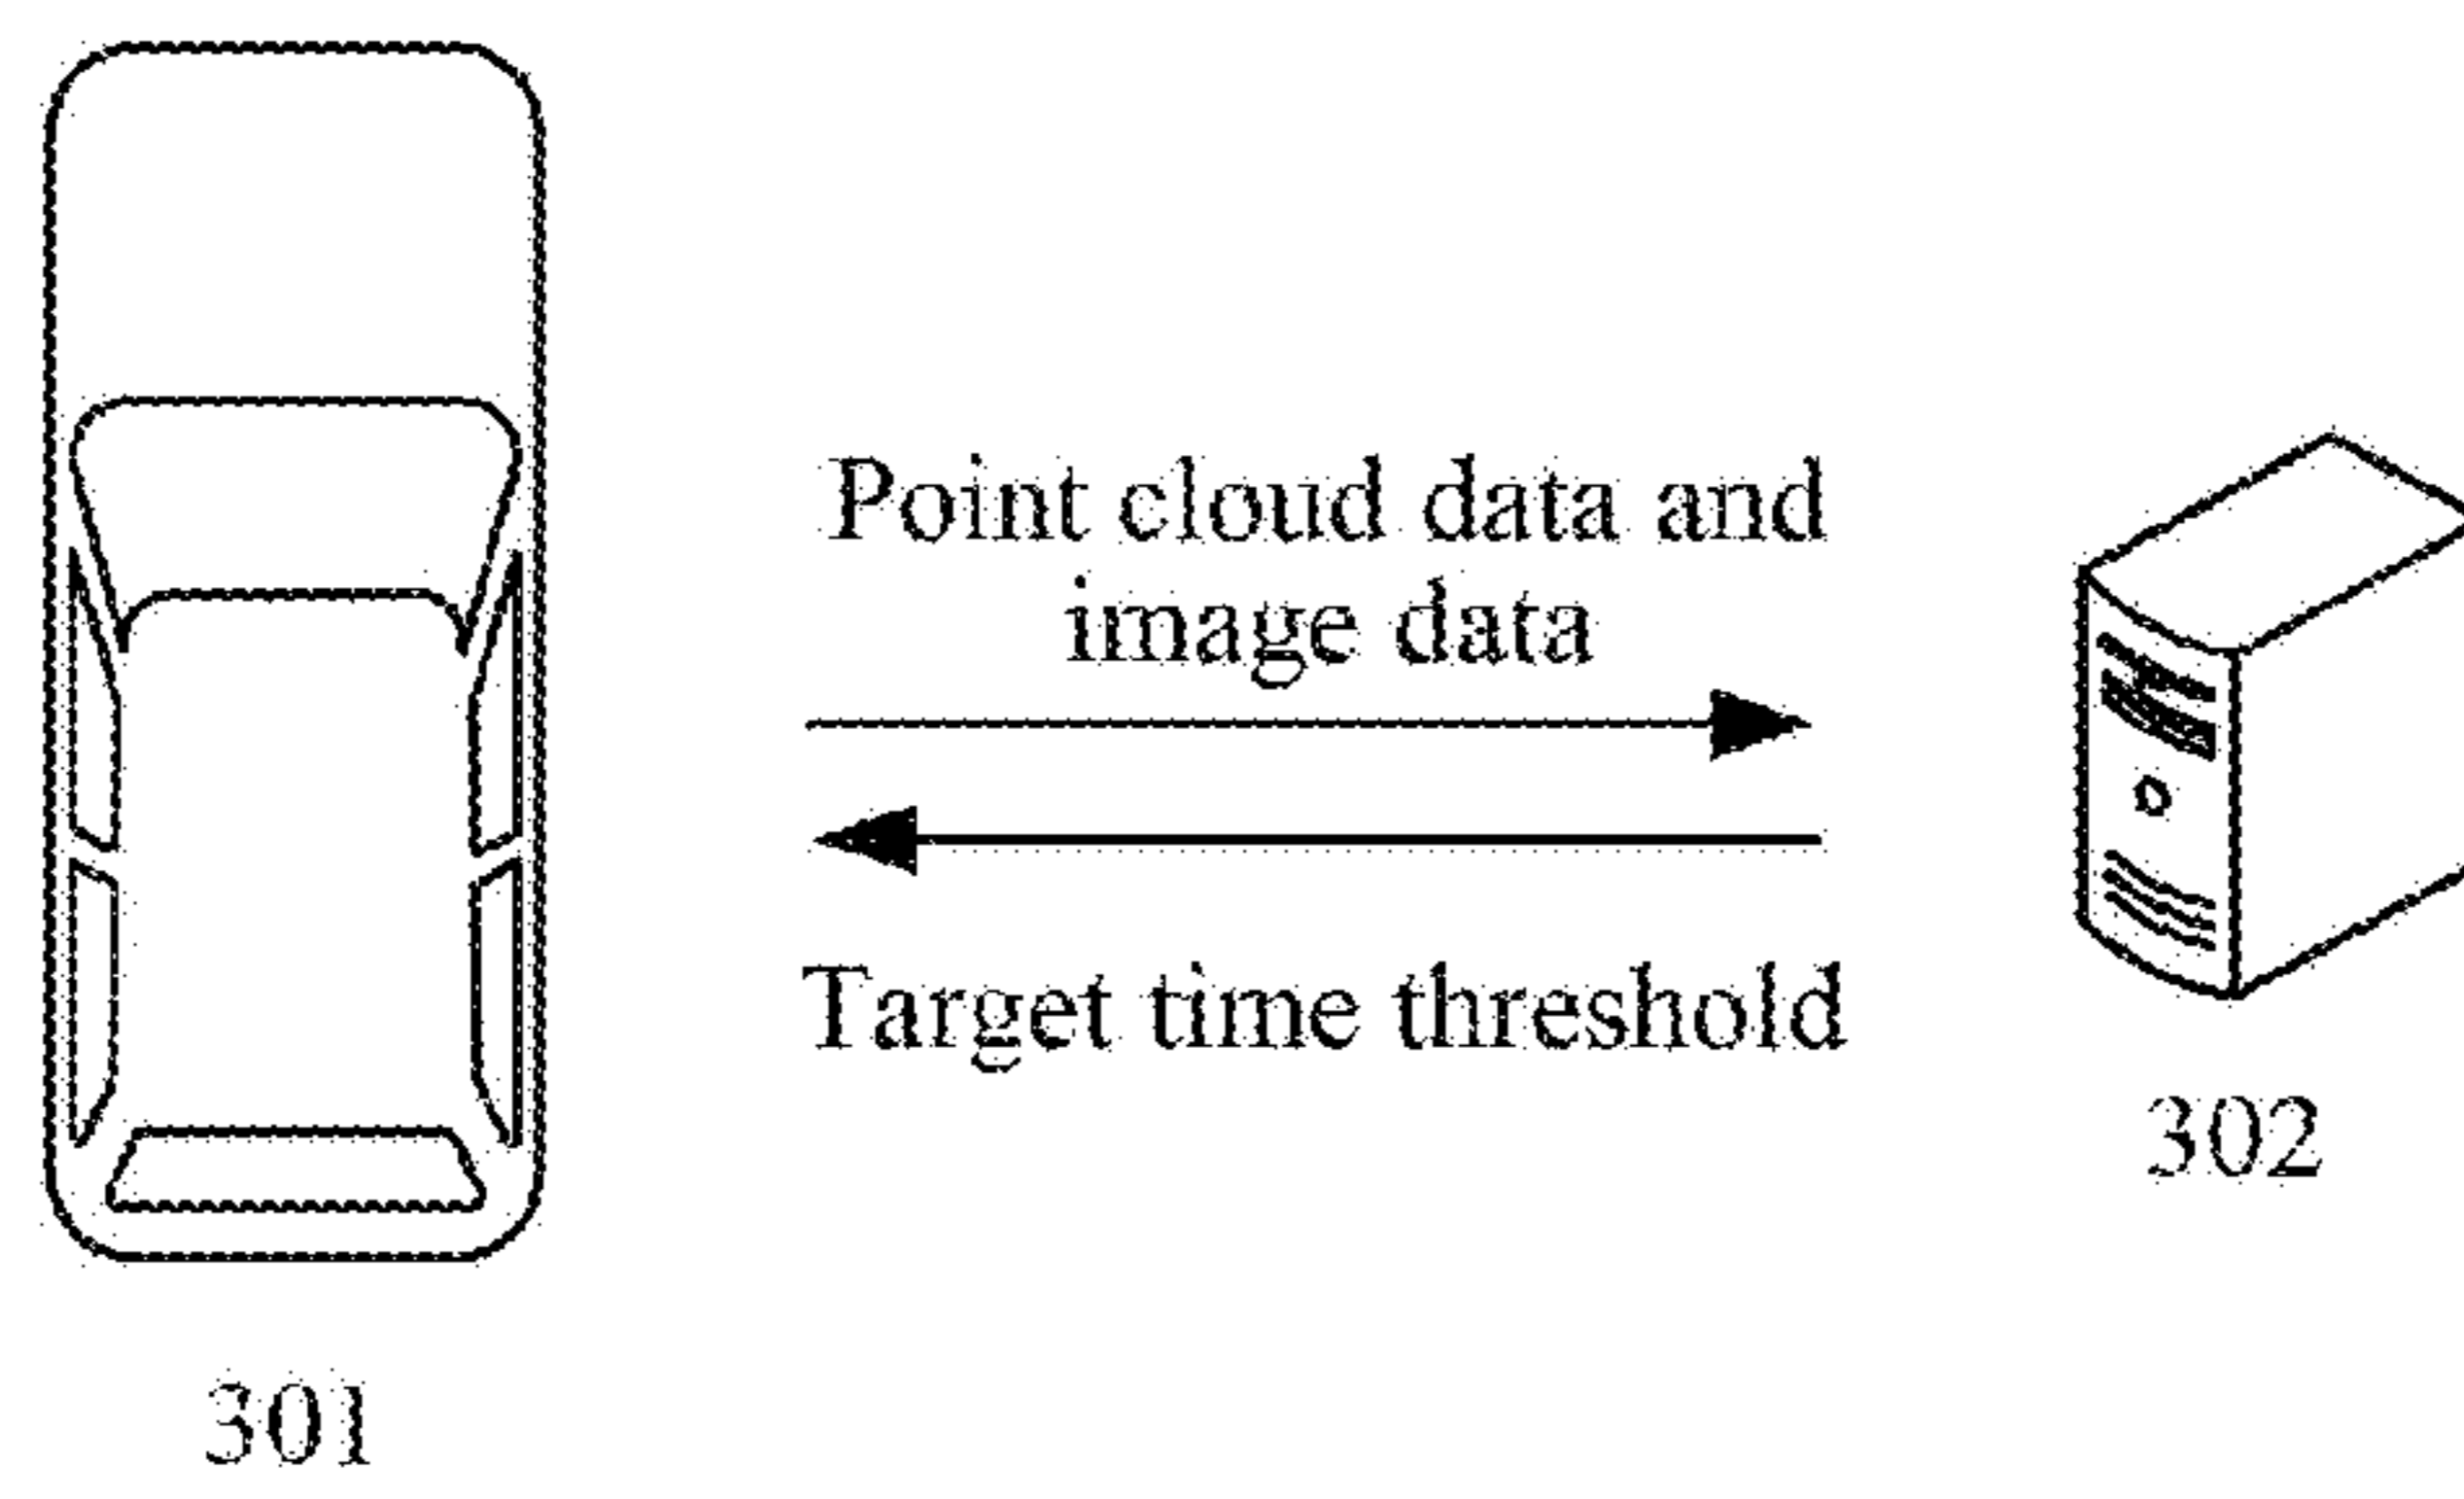 Point cloud data and
image data
Target time threshold
302
301